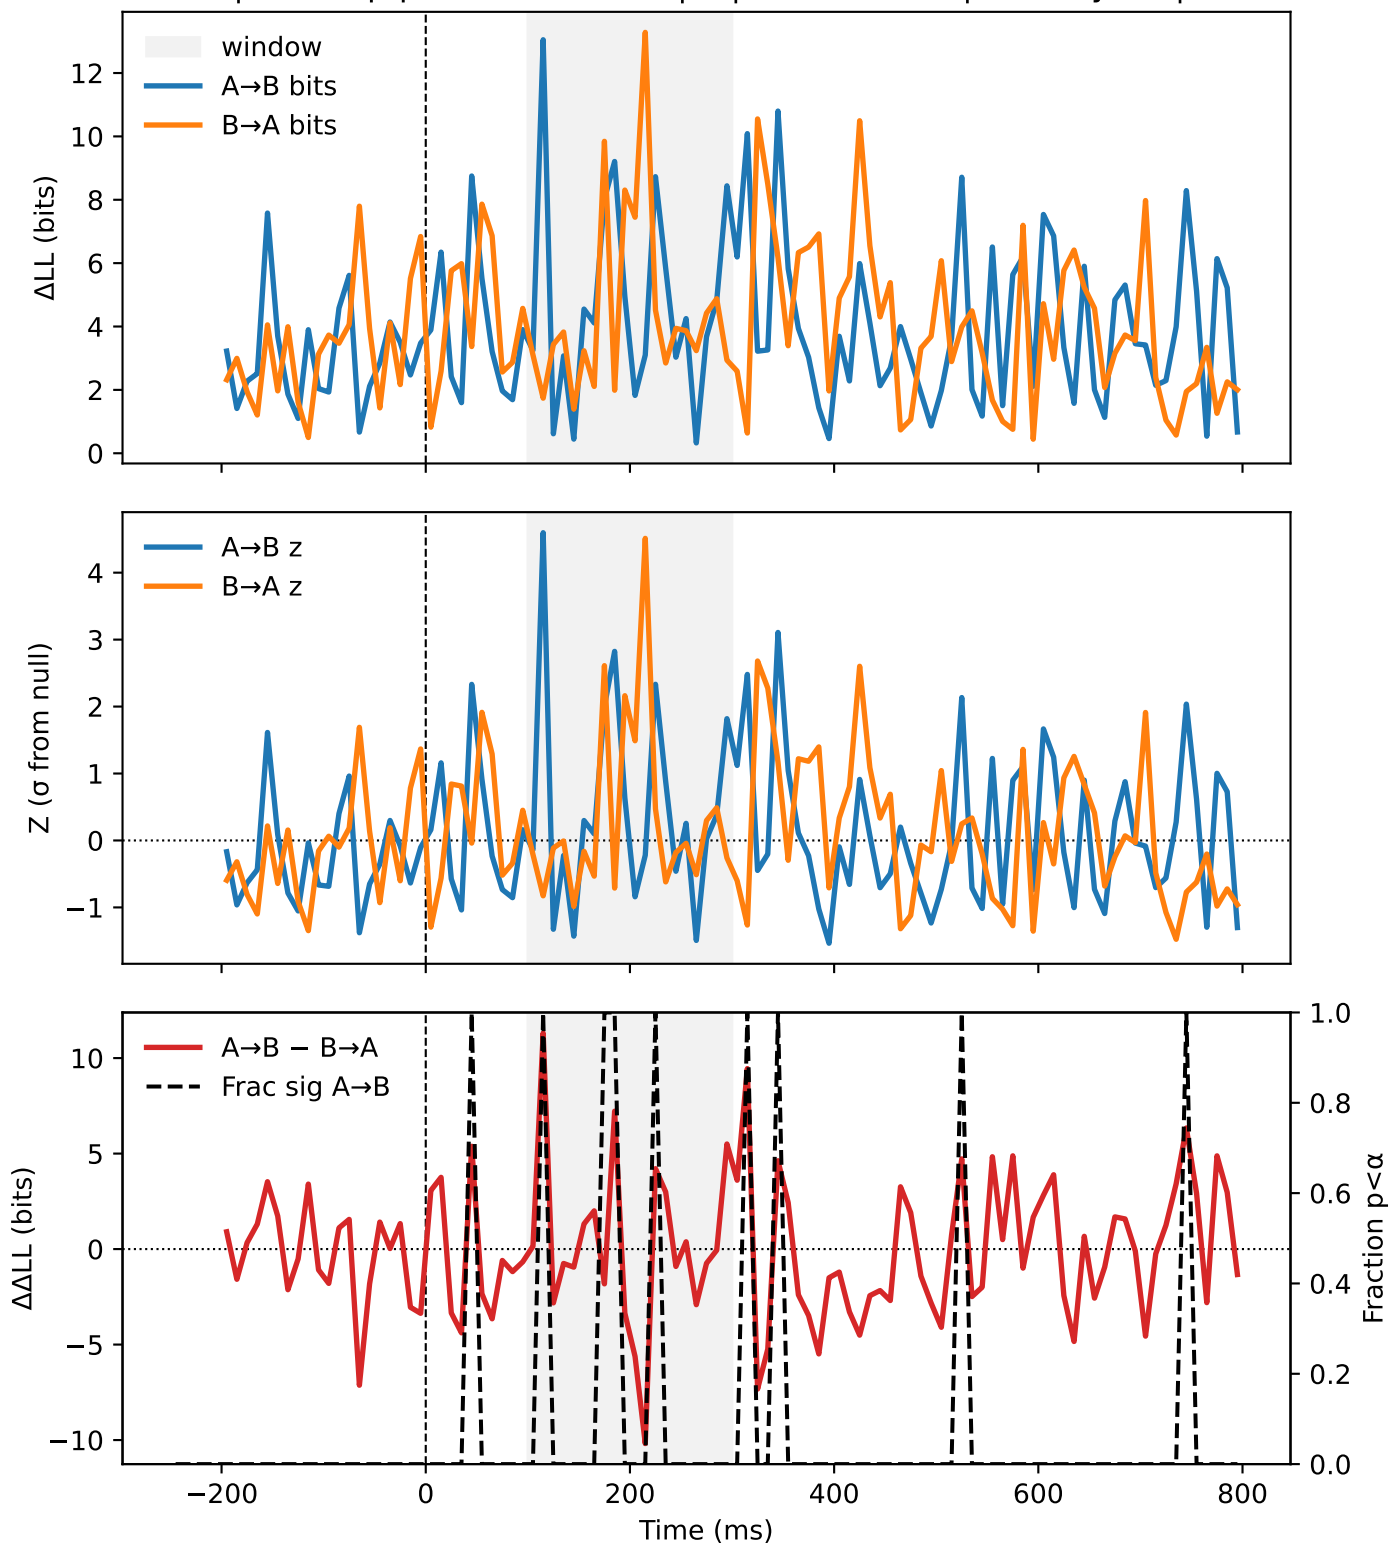 window
A→B bits
B→A bits
ΔLL (bits)
12
10
8
6
4
2
0
A→B z
B→A z
Z (σ from null)
4
3
2
1
0
−1
A→B − B→A
Frac sig A→B
ΔΔLL (bits)
10
5
0
−5
−10
1.0
0.8
0.6
0.4
0.2
0.0
Fraction p<α
−200
0
200
400
600
800
Time (ms)